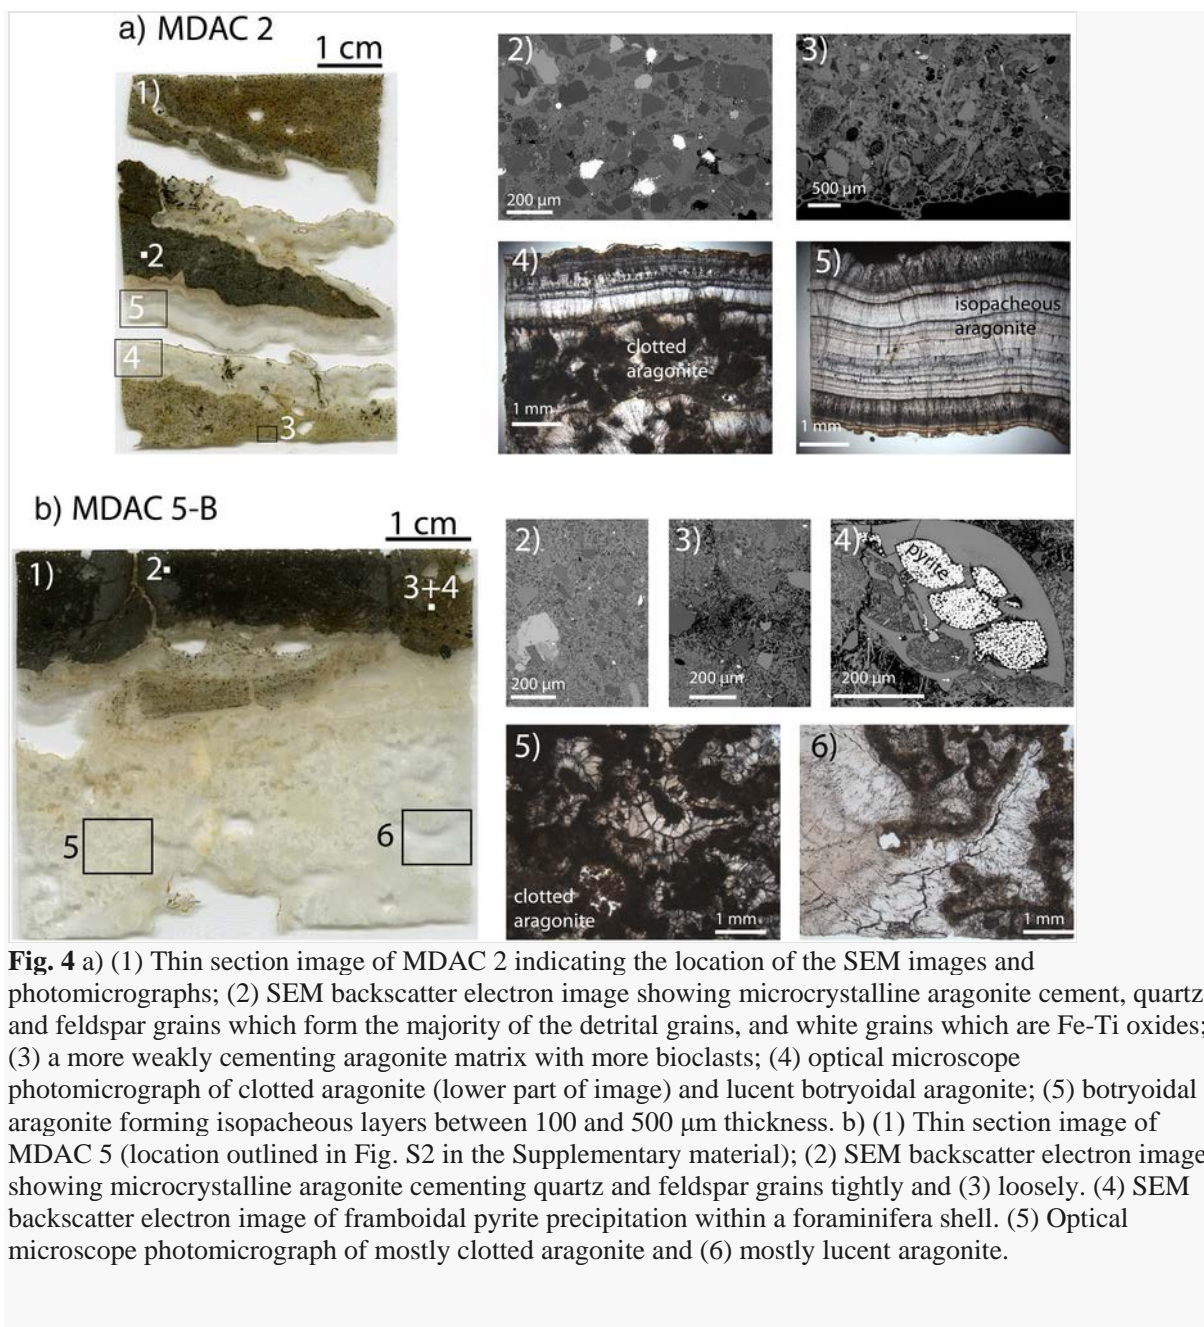 a) MDAC 2
1 cm
1)
2
5
4
3
2)
200 µm
3)
500 µm
4)
clotted
aragonite
1 mm
5)
isopacheous
aragonite
1 mm
b) MDAC 5-B
1 cm
1)
2
3+4
5
6
2)
200 µm
3)
200 µm
4)
pyrite
200 µm
5)
clotted
aragonite
1 mm
6)
1 mm
Fig. 4 a) (1) Thin section image of MDAC 2 indicating the location of the SEM images and
photomicrographs; (2) SEM backscatter electron image showing microcrystalline aragonite cement, quartz
and feldspar grains which form the majority of the detrital grains, and white grains which are Fe-Ti oxides;
(3) a more weakly cementing aragonite matrix with more bioclasts; (4) optical microscope
photomicrograph of clotted aragonite (lower part of image) and lucent botryoidal aragonite; (5) botryoidal
aragonite forming isopacheous layers between 100 and 500 μm thickness. b) (1) Thin section image of
MDAC 5 (location outlined in Fig. S2 in the Supplementary material); (2) SEM backscatter electron image
showing microcrystalline aragonite cementing quartz and feldspar grains tightly and (3) loosely. (4) SEM
backscatter electron image of framboidal pyrite precipitation within a foraminifera shell. (5) Optical
microscope photomicrograph of mostly clotted aragonite and (6) mostly lucent aragonite.